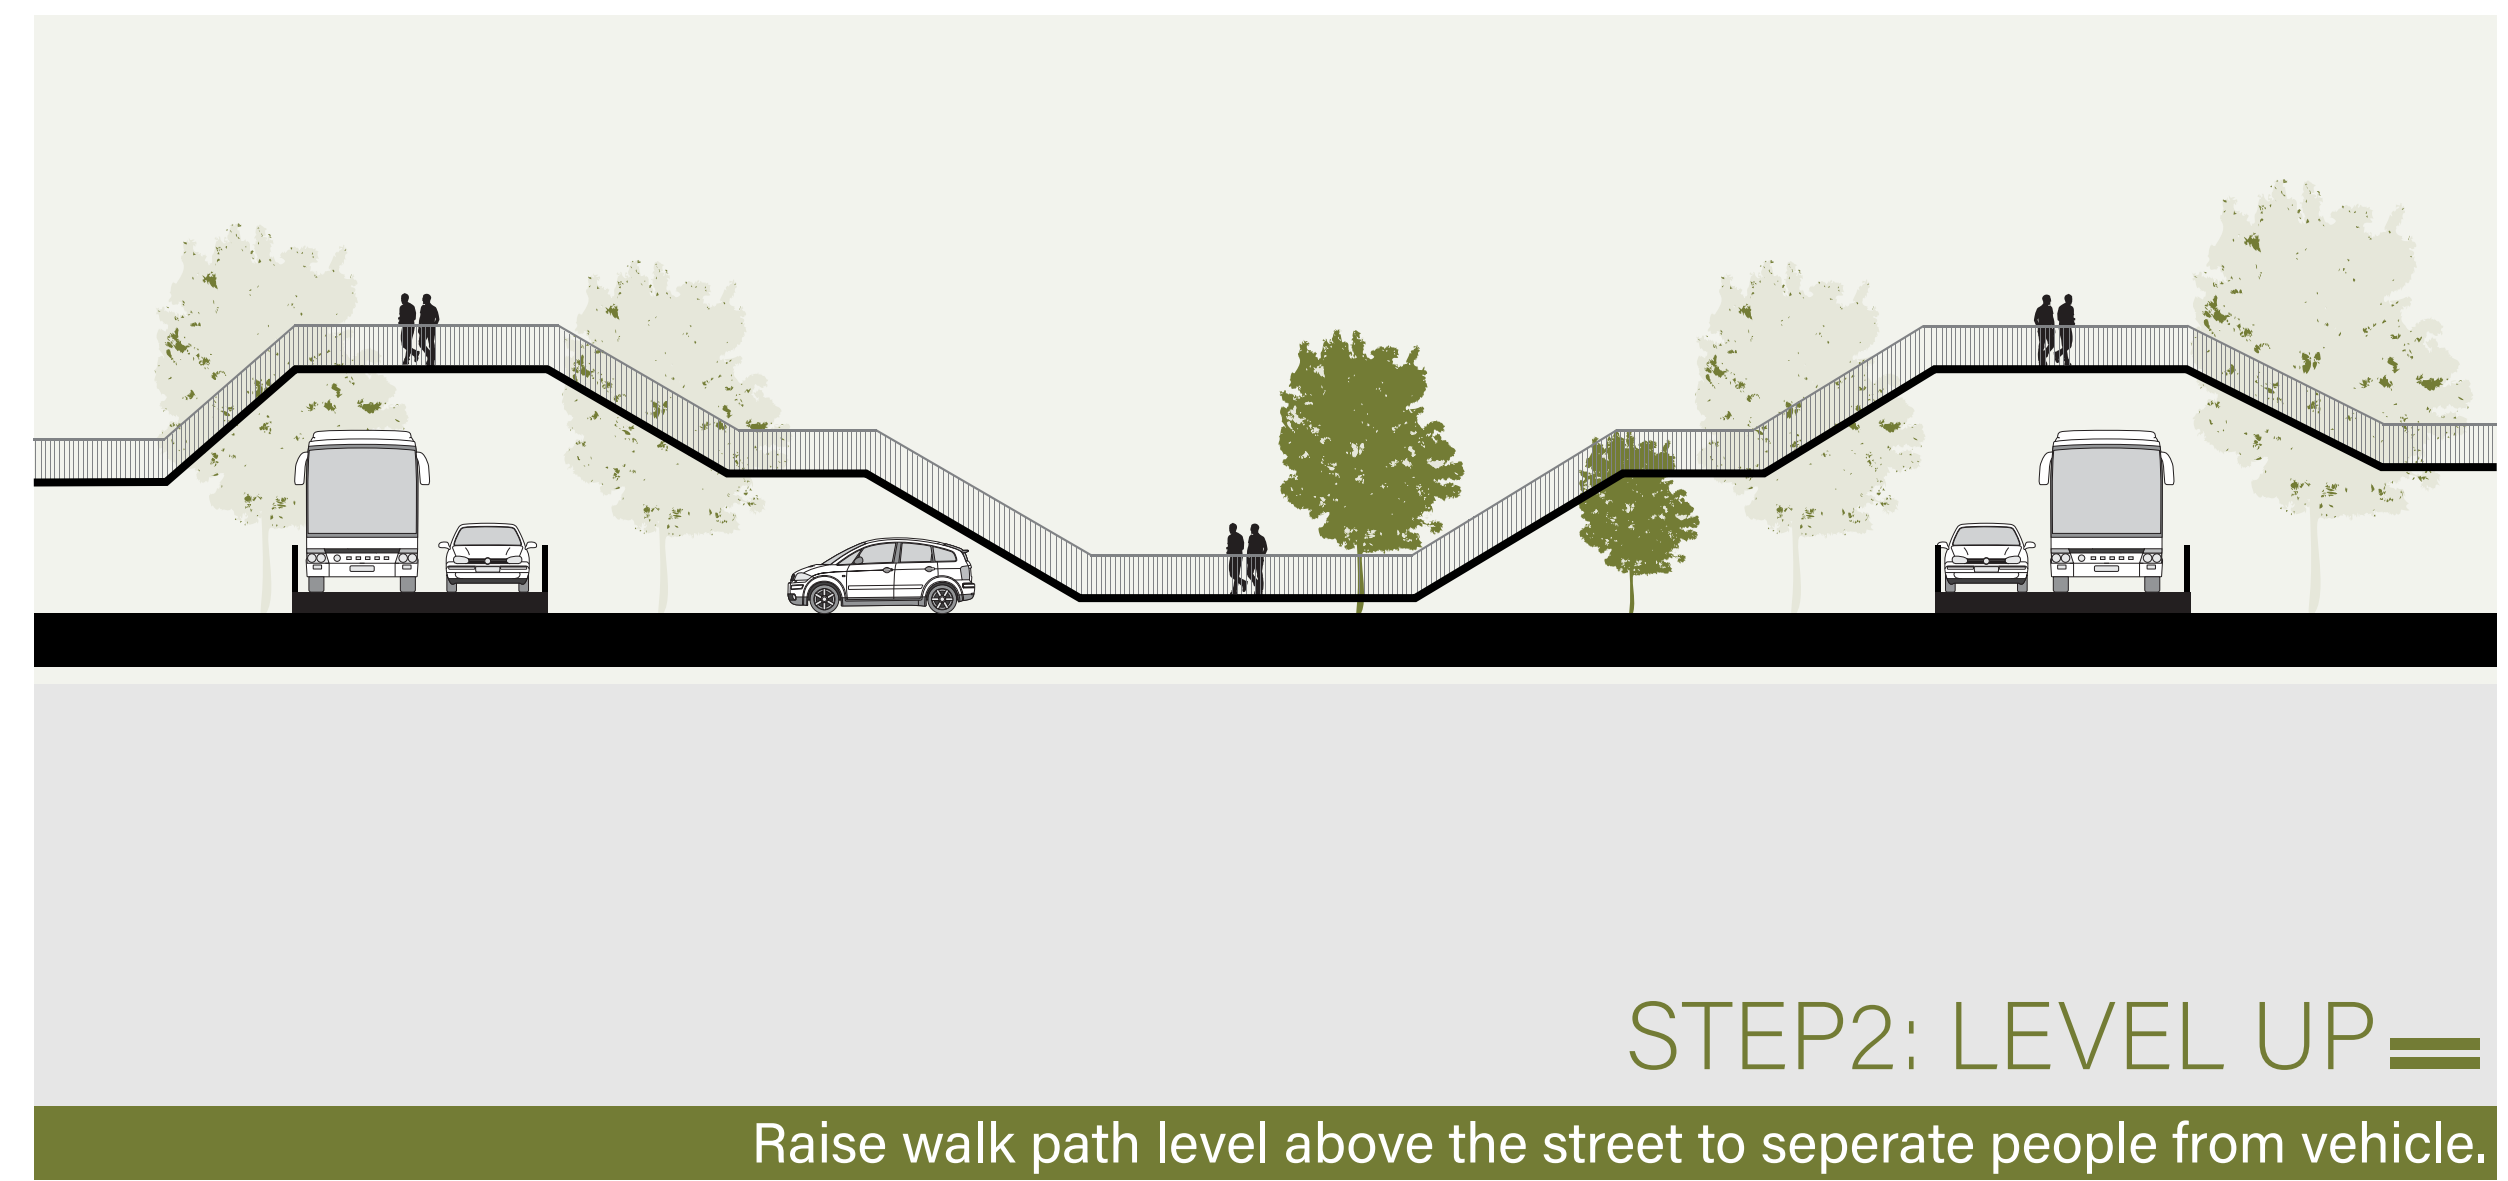 STEP2: LEVEL UP
Raise walk path level above the street to seperate people from vehicle.